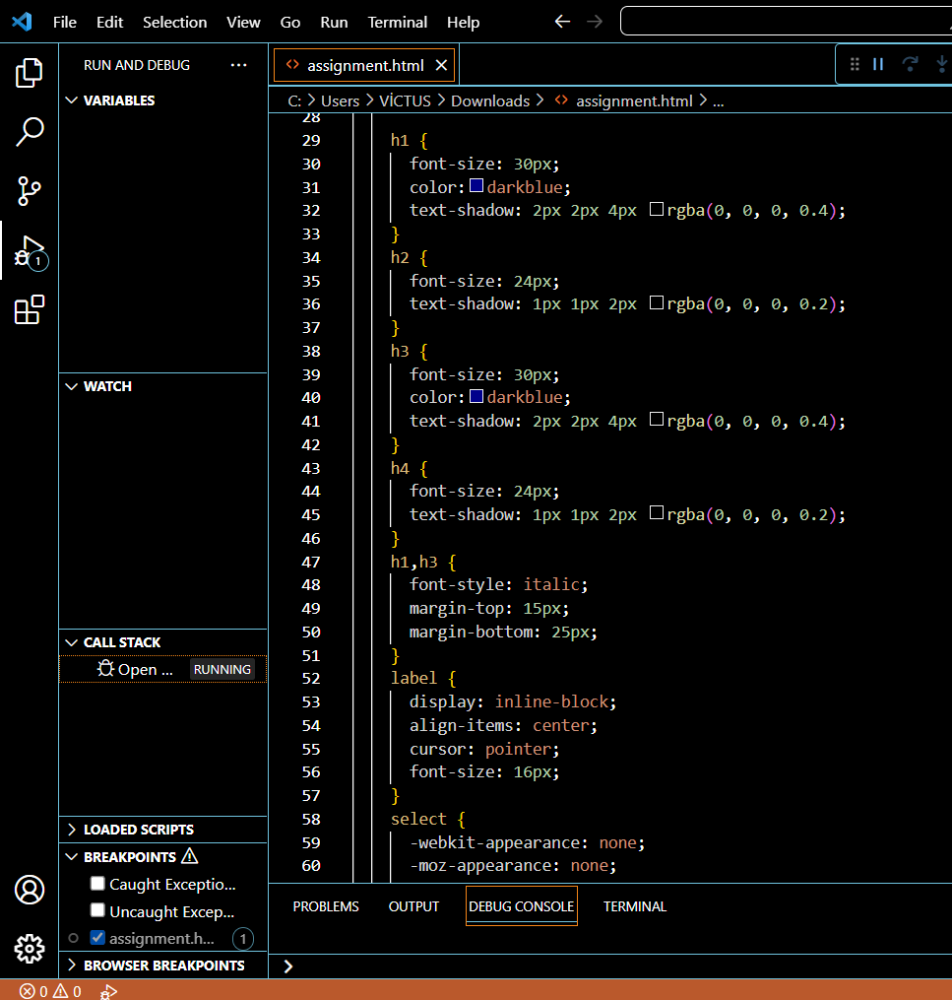 File Edit Selection View Go Run Terminal Help
RUN AND DEBUG ...
VARIABLES
WATCH
CALL STACK
Open ... RUNNING
LOADED SCRIPTS
BREAKPOINTS
Caught Exceptio...
Uncaught Excep...
assignment.h... 1
BROWSER BREAKPOINTS
1
assignment.html
C: > Users > VİCTUS > Downloads > assignment.html > ...
28
29 h1 {
30 font-size: 30px;
31 color: darkblue;
32 text-shadow: 2px 2px 4px rgba(0, 0, 0, 0.4);
33 }
34 h2 {
35 font-size: 24px;
36 text-shadow: 1px 1px 2px rgba(0, 0, 0, 0.2);
37 }
38 h3 {
39 font-size: 30px;
40 color: darkblue;
41 text-shadow: 2px 2px 4px rgba(0, 0, 0, 0.4);
42 }
43 h4 {
44 font-size: 24px;
45 text-shadow: 1px 1px 2px rgba(0, 0, 0, 0.2);
46 }
47 h1,h3 {
48 font-style: italic;
49 margin-top: 15px;
50 margin-bottom: 25px;
51 }
52 label {
53 display: inline-block;
54 align-items: center;
55 cursor: pointer;
56 font-size: 16px;
57 }
58 select {
59 -webkit-appearance: none;
60 -moz-appearance: none;
PROBLEMS OUTPUT DEBUG CONSOLE TERMINAL
>
0 0